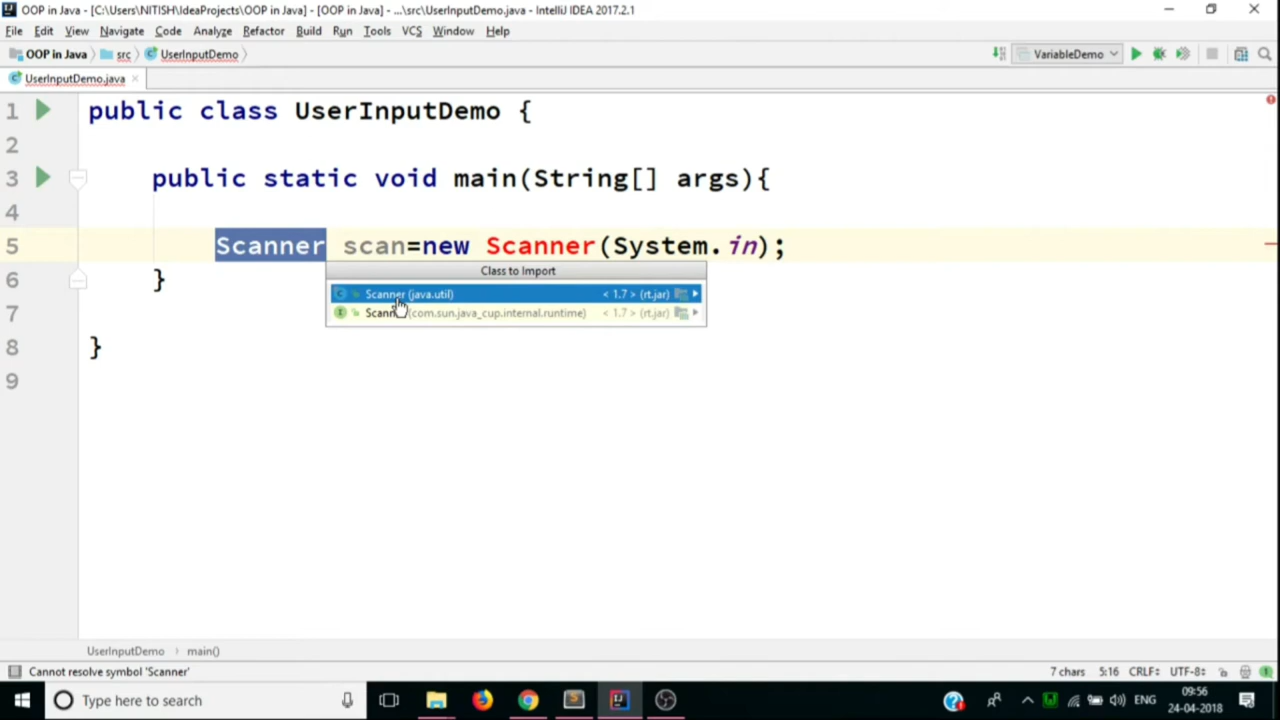 OOP in Java - [C:\Users\NITISH\IdeaProjects\OOP in Java] - [OOP in Java] - ...\src\UserInputDemo.java - IntelliJ IDEA 2017.2.1
File Edit View Navigate Code Analyze Refactor Build Run Tools VCS Window Help
OOP in Java src UserInputDemo VariableDemo
UserInputDemo.java
1 public class UserInputDemo {
2
3 public static void main(String[] args){
4
5 Scanner scan=new Scanner(System.in);
Class to Import
6 }
Scanner (java.util) < 1.7 > (rt.jar)
7 (com.sun.java_cup.internal.runtime) < 1.7 > (rt.jar)
8 }
9
UserInputDemo main()
Cannot resolve symbol 'Scanner' 7 chars 5:16 CRLF UTF-8
Type here to search ENG 09:56
24-04-2018